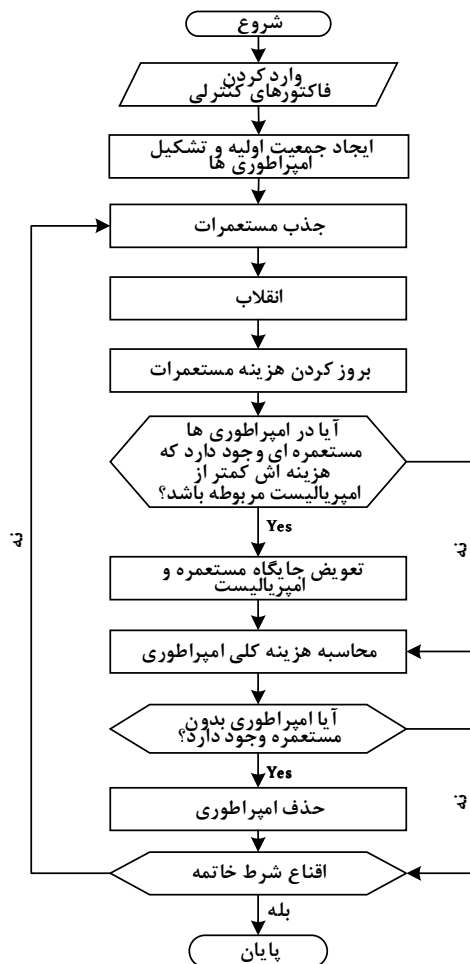 شروع
وارد کردن
فاکتورهای کنترلی
ایجاد جمعیت اولیه و تشکیل
امپراطوری ها
جذب مستعمرات
انقلاب
بروز کردن هزینه مستعمرات
آیا در امپراطوری ها
مستعمره ای وجود دارد که
هزینه اش کمتر از
امپریالیست مربوطه باشد؟
Yes
نه
نه
تعویض جایگاه مستعمره و
امپریالیست
محاسبه هزینه کلی امپراطوری
آیا امپراطوری بدون
مستعمره وجود دارد؟
Yes
نه
حذف امپراطوری
اقناع شرط خاتمه
بله
پایان